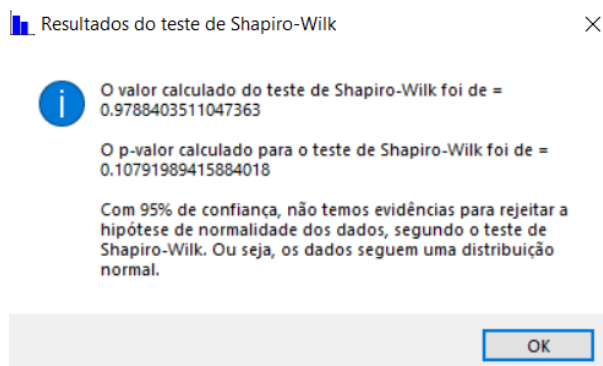 Resultados do teste de Shapiro-Wilk
O valor calculado do teste de Shapiro-Wilk foi de =
0.9788403511047363
O p-valor calculado para o teste de Shapiro-Wilk foi de =
0.10791989415884018
Com 95% de confiança, não temos evidências para rejeitar a
hipótese de normalidade dos dados, segundo o teste de
Shapiro-Wilk. Ou seja, os dados seguem uma distribuição
normal.
OK